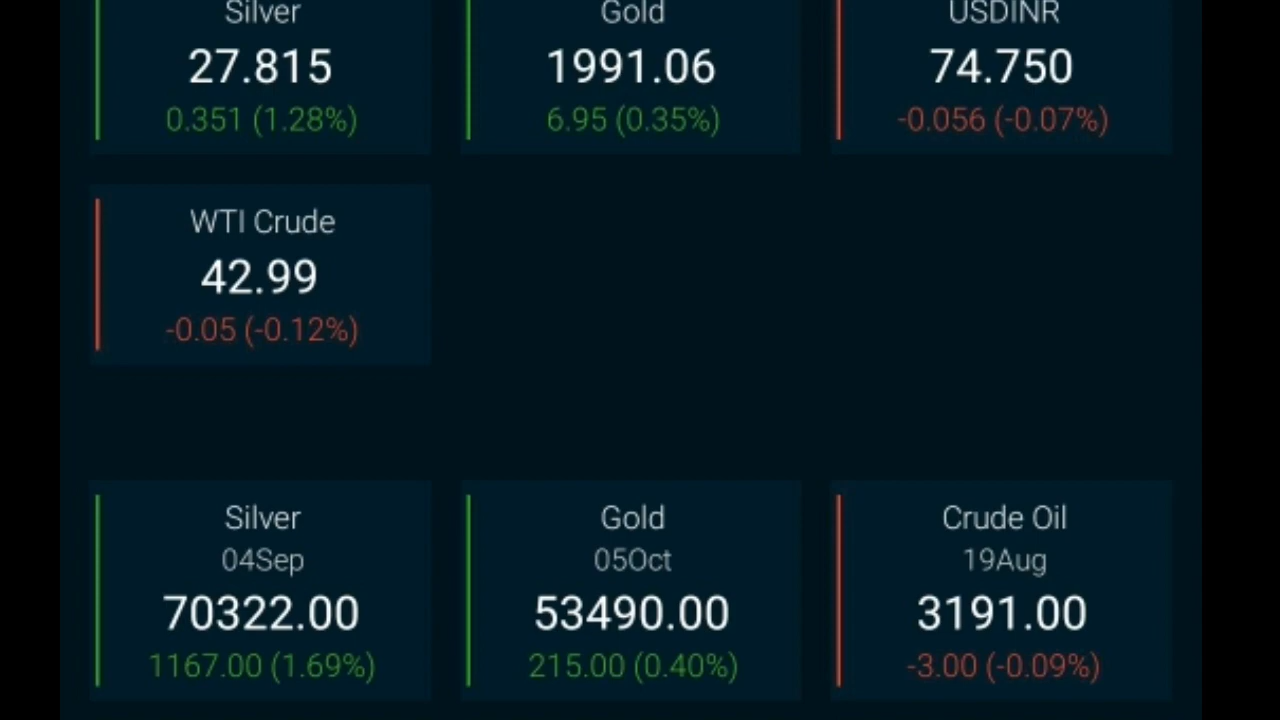 Silver
27.815
0.351 (1.28%)
Gold
1991.06
6.95 (0.35%)
USDINR
74.750
-0.056 (-0.07%)
WTI Crude
42.99
-0.05 (-0.12%)
Silver
04Sep
70322.00
1167.00 (1.69%)
Gold
05Oct
53490.00
215.00 (0.40%)
Crude Oil
19Aug
3191.00
-3.00 (-0.09%)